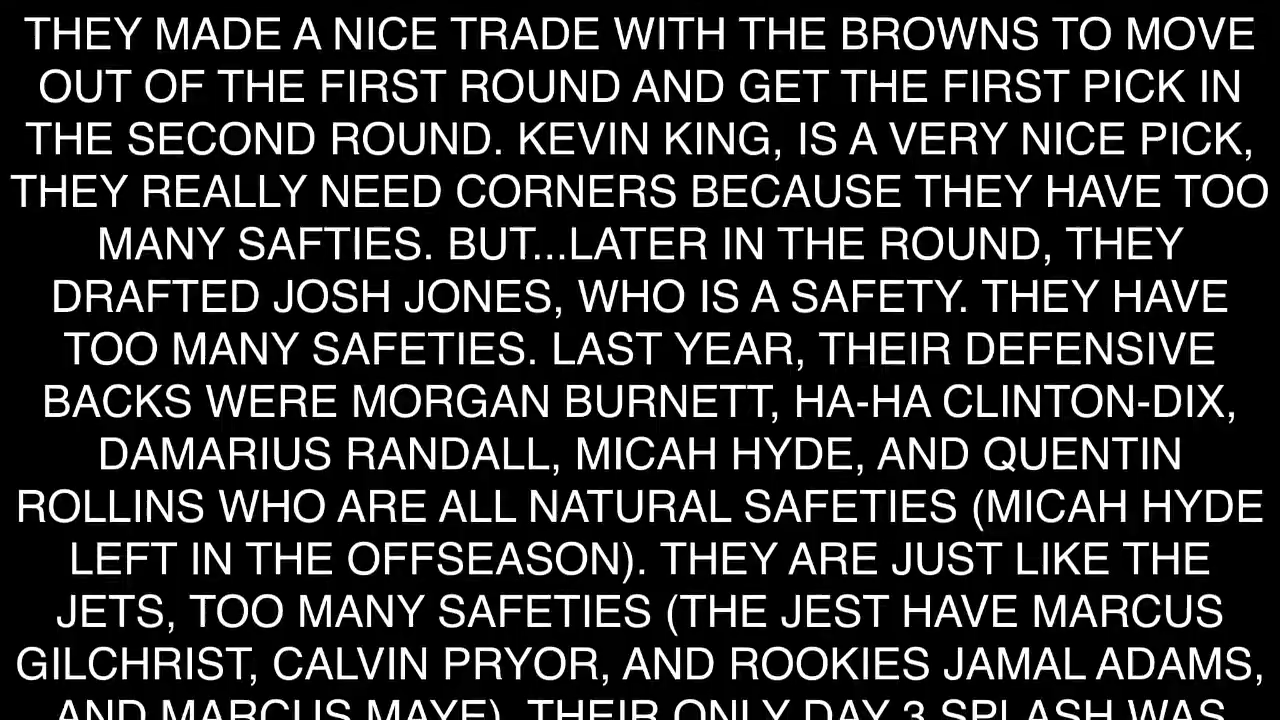 THEY MADE A NICE TRADE WITH THE BROWNS TO MOVE
OUT OF THE FIRST ROUND AND GET THE FIRST PICK IN
THE SECOND ROUND. KEVIN KING, IS A VERY NICE PICK,
THEY REALLY NEED CORNERS BECAUSE THEY HAVE TOO
MANY SAFTIES. BUT...LATER IN THE ROUND, THEY
DRAFTED JOSH JONES, WHO IS A SAFETY. THEY HAVE
TOO MANY SAFETIES. LAST YEAR, THEIR DEFENSIVE
BACKS WERE MORGAN BURNETT, HA-HA CLINTON-DIX,
DAMARIUS RANDALL, MICAH HYDE, AND QUENTIN
ROLLINS WHO ARE ALL NATURAL SAFETIES (MICAH HYDE
LEFT IN THE OFFSEASON). THEY ARE JUST LIKE THE
JETS, TOO MANY SAFETIES (THE JEST HAVE MARCUS
GILCHRIST, CALVIN PRYOR, AND ROOKIES JAMAL ADAMS,
AND MARCUS MAYE). THEIR ONLY DAY 3 SPLASH WAS